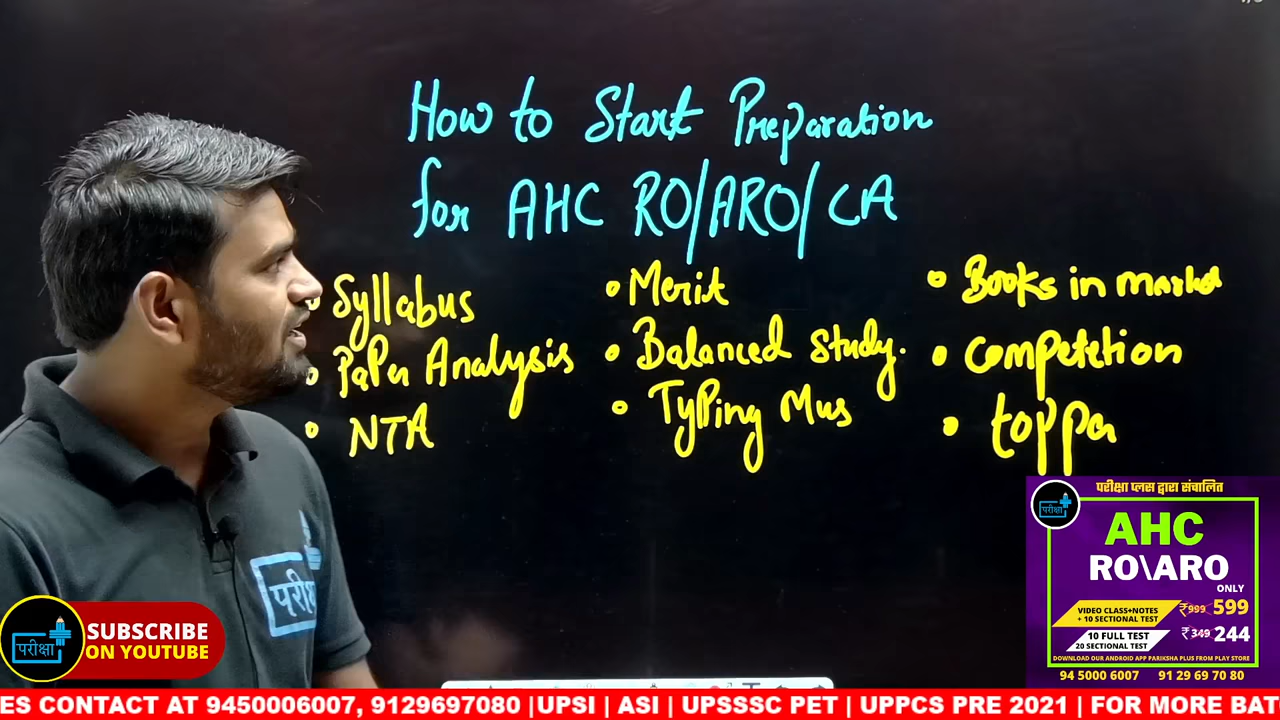 How to Start Preparation
for AHC RO/ARO/CA
• Syllabus
• Paper Analysis
• NTA
• Merit
• Balanced Study.
• Typing Mus
• Books in market
• Competetion
• topper
परीक्षा
परीक्षा
SUBSCRIBE
ON YOUTUBE
परीक्षा प्लस द्वारा संचालित
परीक्षा
AHC
RO\ARO
ONLY
VIDEO CLASS+NOTES
+ 10 SECTIONAL TEST
₹999 599
10 FULL TEST
20 SECTIONAL TEST
₹349 244
DOWNLOAD OUR ANDROID APP PARIKSHA PLUS FROM PLAY STORE
94 5000 6007 91 29 69 70 80
ES CONTACT AT 9450006007, 9129697080 |UPSI | ASI | UPSSSC PET | UPPCS PRE 2021 | FOR MORE BAT